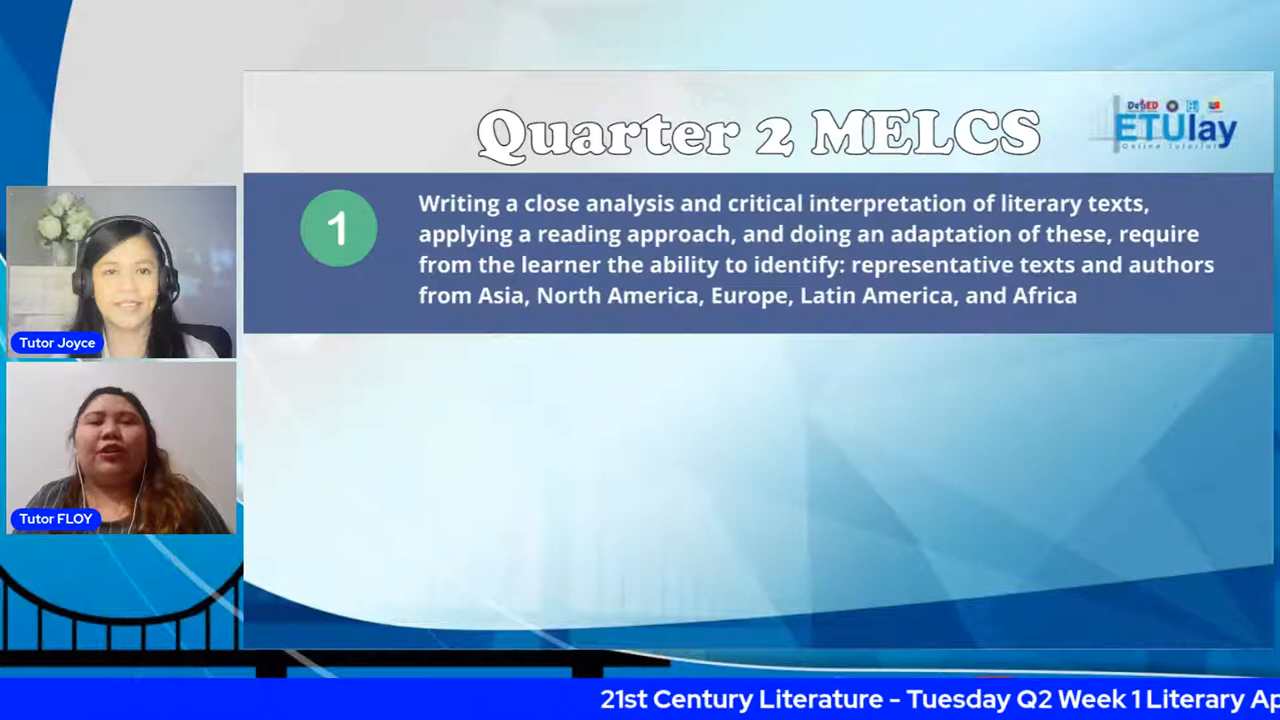 Quarter 2 MELCS
DepED
ETUlay
Online Tutorial
1
Writing a close analysis and critical interpretation of literary texts,
applying a reading approach, and doing an adaptation of these, require
from the learner the ability to identify: representative texts and authors
from Asia, North America, Europe, Latin America, and Africa
Tutor Joyce
Tutor FLOY
21st Century Literature - Tuesday Q2 Week 1 Literary Ap